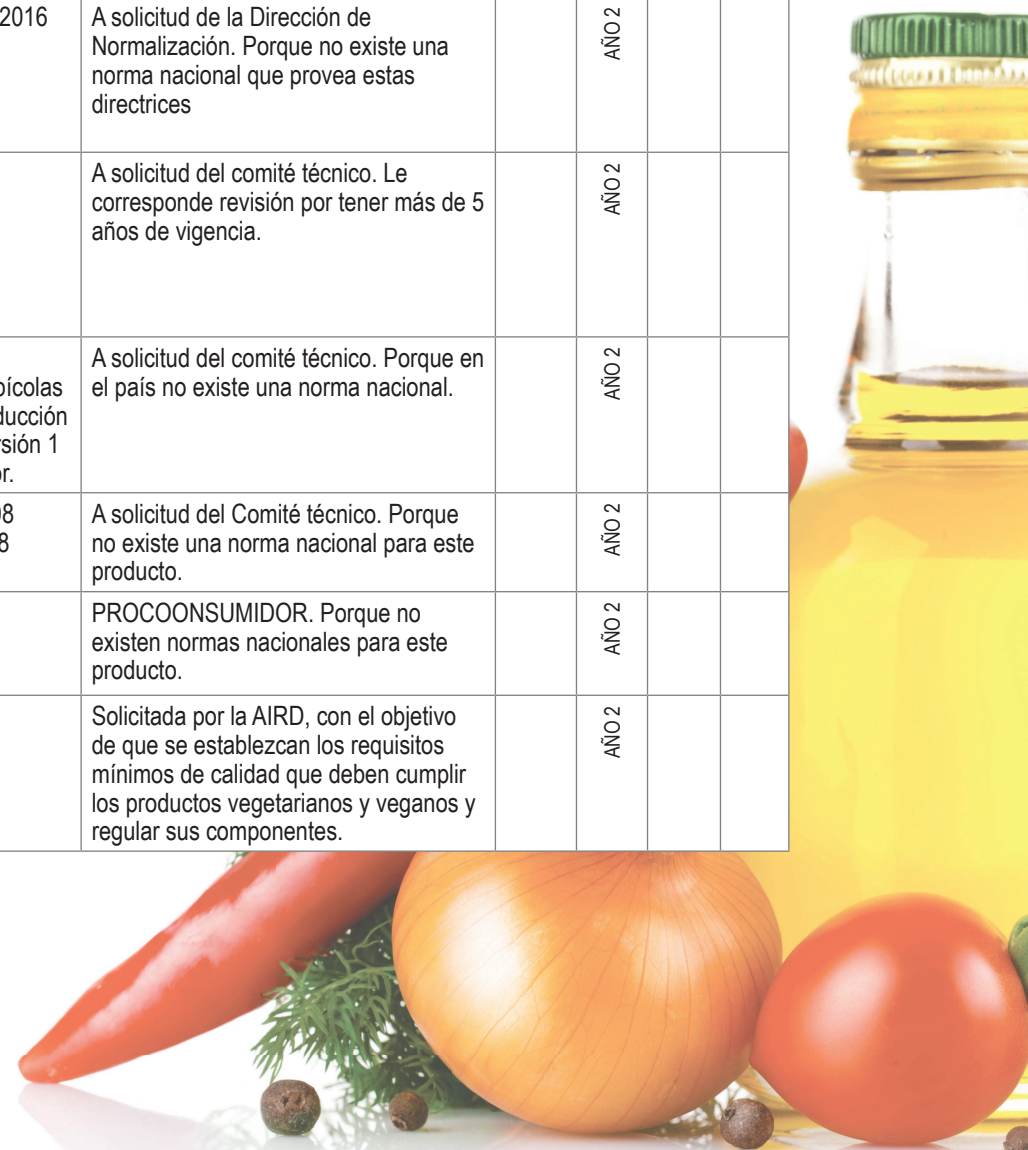 2016
A solicitud de la Dirección de
Normalización. Porque no existe una
norma nacional que provea estas
directrices
AÑO 2
A solicitud del comité técnico. Le
corresponde revisión por tener más de 5
años de vigencia.
AÑO 2
A solicitud del comité técnico. Porque en
el país no existe una norma nacional.
AÑO 2
A solicitud del Comité técnico. Porque
no existe una norma nacional para este
producto.
AÑO 2
PROCOONSUMIDOR. Porque no
existen normas nacionales para este
producto.
AÑO 2
Solicitada por la AIRD, con el objetivo
de que se establezcan los requisitos
mínimos de calidad que deben cumplir
los productos vegetarianos y veganos y
regular sus componentes.
AÑO 2